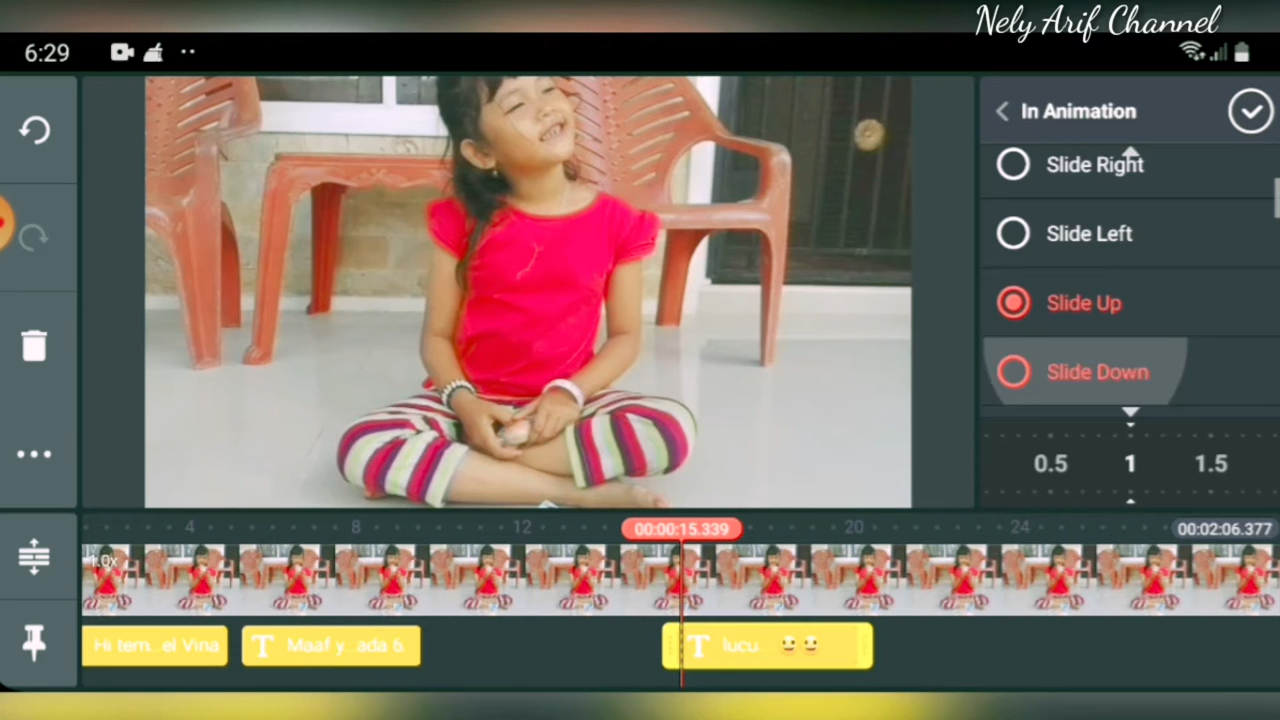 Nely Arif Channel
6:29
In Animation
Slide Right
Slide Left
Slide Up
Slide Down
0.5 1 1.5
4 8 12 00:00:15.339 20 24 00:02:06.377
1.0x
Hi tem...el Vina
T Maaf y...ada 6.
T lucu...